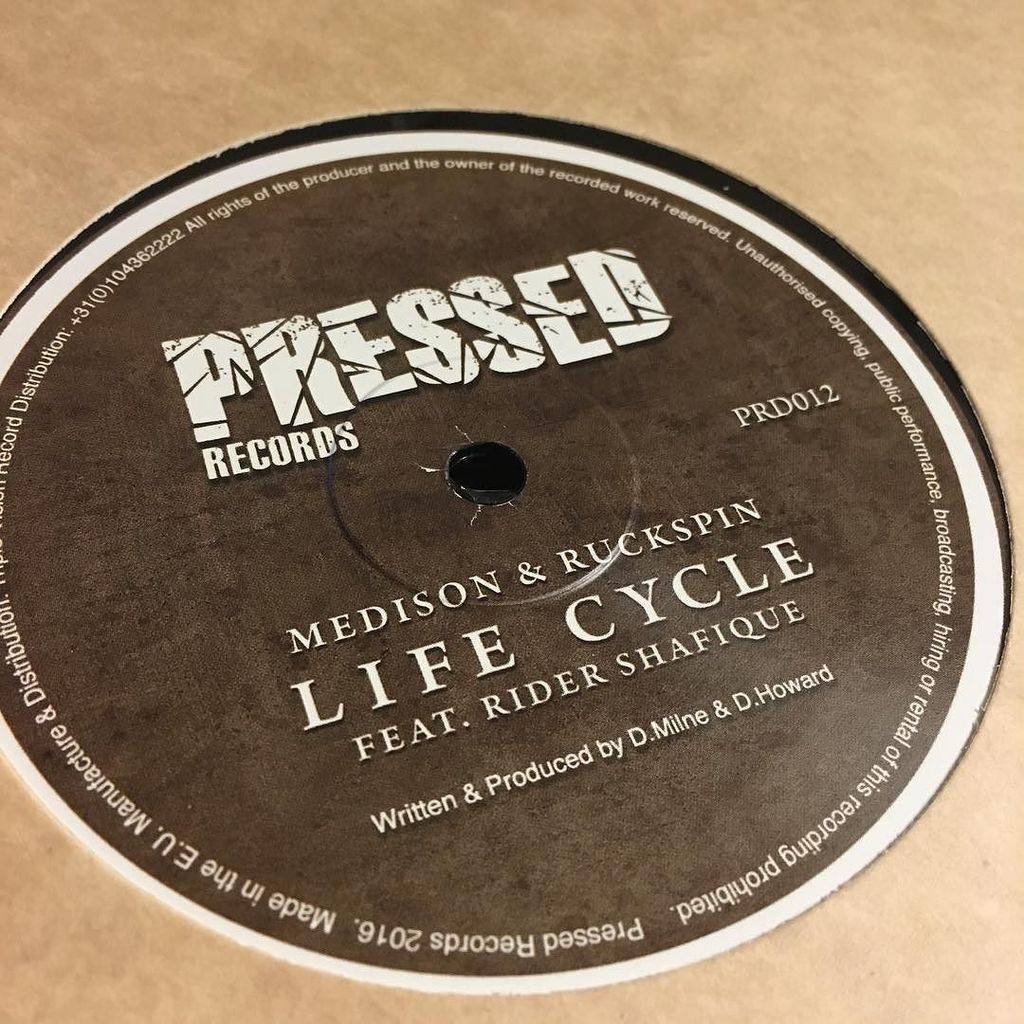 PRESSED
RECORDS
PRD012
MEDISON & RUCKSPIN
LIFE CYCLE
FEAT. RIDER SHAFIQUE
Written & Produced by D.Milne & D.Howard
All rights of the producer and the owner of the recorded work reserved. Unauthorised copying, public performance, broadcasting, hiring or rental of this recording prohibited.
Pressed Records 2016. Made in the E.U. Manufacture & Distribution: Record Distribution: +31(0)104362222